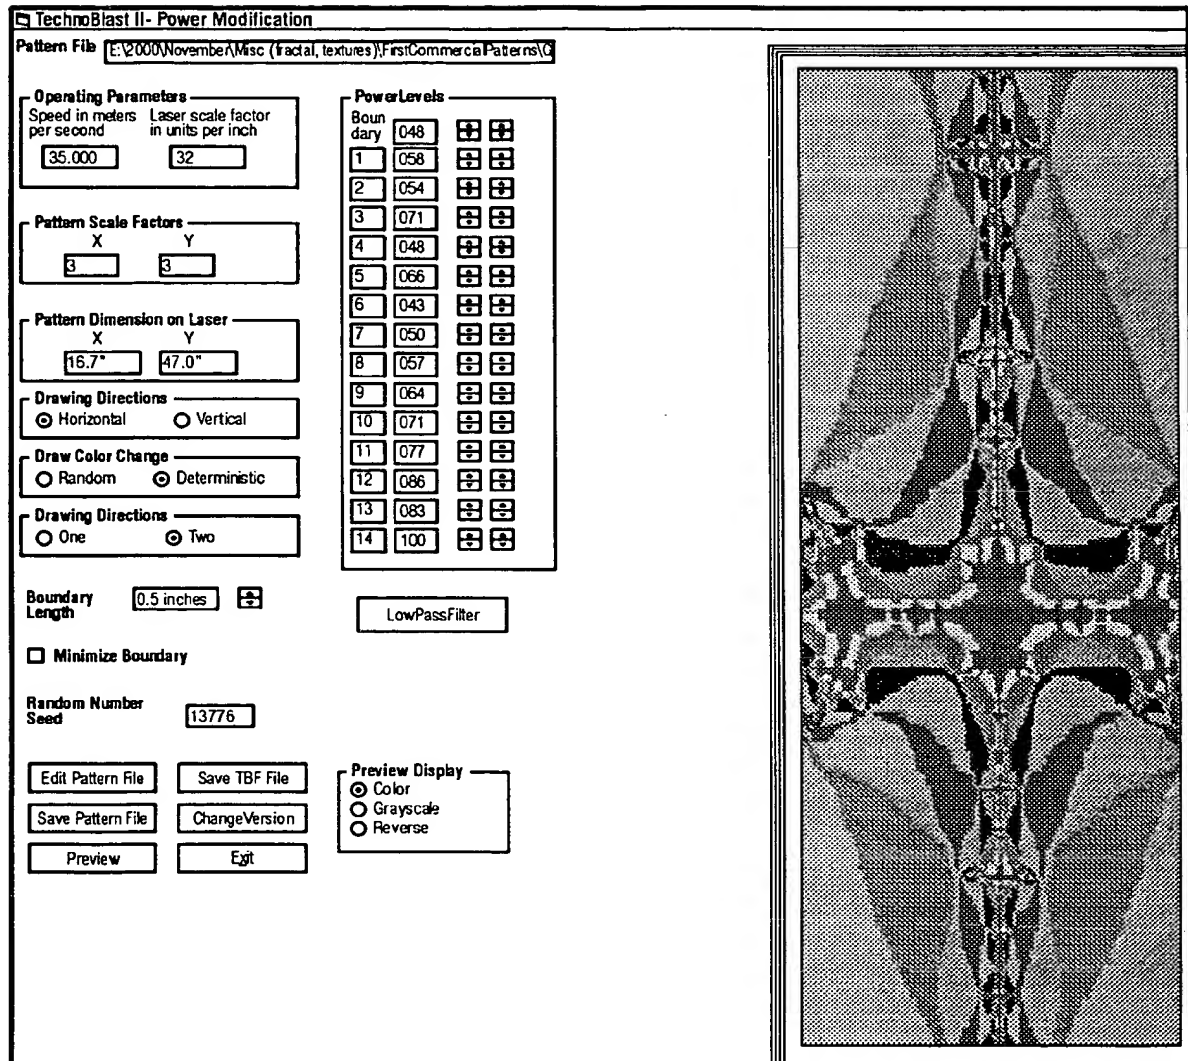 TechnoBlast II- Power Modification
Pattern File E:\2000\November\Misc (fractal, textures)\FirstCommercialPatterns\
Operating Parameters
Speed in meters per second
Laser scale factor in units per inch
35.000 32
Pattern Scale Factors
X Y
3 3
Pattern Dimension on Laser
X Y
16.7" 47.0"
Drawing Directions
Horizontal Vertical
Draw Color Change
Random Deterministic
Drawing Directions
One Two
Boundary Length 0.5 inches
Minimize Boundary
Random Number Seed 13776
Edit Pattern File Save TBF File
Save Pattern File ChangeVersion
Preview Exit
PowerLevels
Boun
dary 048
1 058
2 054
3 071
4 048
5 066
6 043
7 050
8 057
9 064
10 071
11 077
12 086
13 083
14 100
LowPassFilter
Preview Display
Color
Grayscale
Reverse